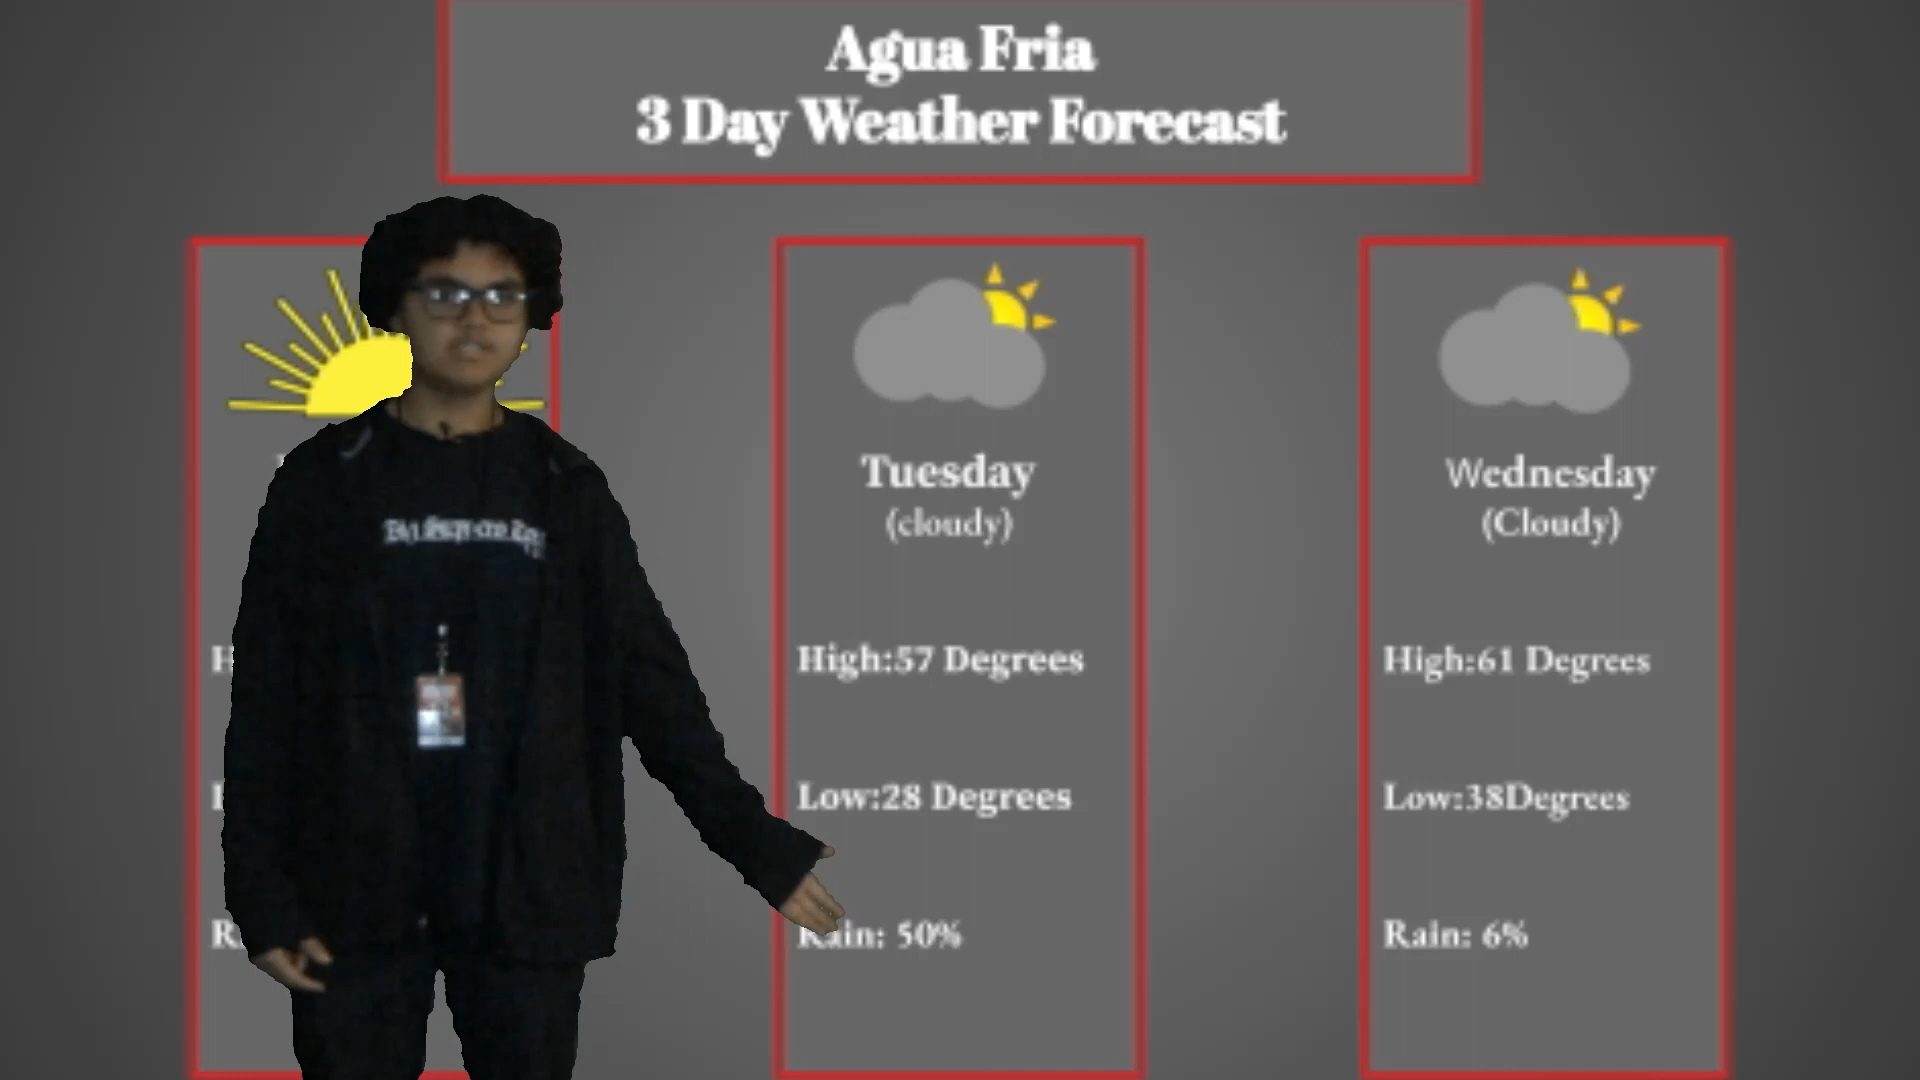 Agua Fria
3 Day Weather Forecast
Tuesday
(cloudy)
High:57 Degrees
Low:28 Degrees
Rain: 50%
Wednesday
(Cloudy)
High:61 Degrees
Low:38Degrees
Rain: 6%